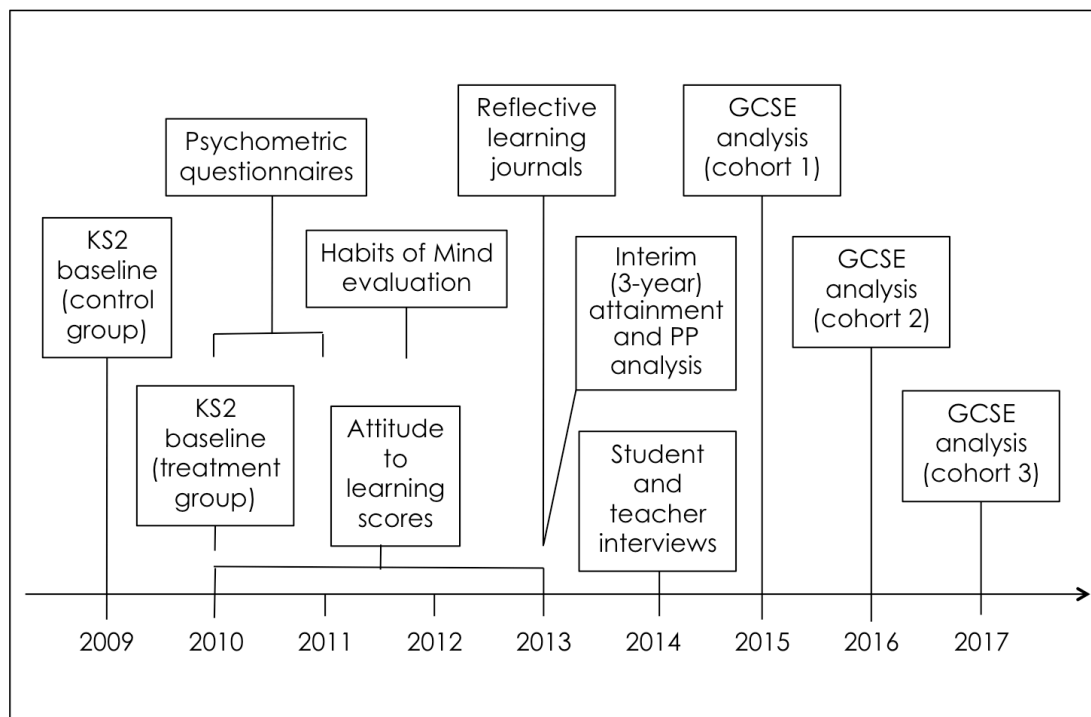 KS2
baseline
(control
group)
Psychometric
questionnaires
KS2
baseline
(treatment
group)
Habits of Mind
evaluation
Attitude
to
learning
scores
Reflective
learning
journals
Interim
(3-year)
attainment
and PP
analysis
Student
and
teacher
interviews
GCSE
analysis
(cohort 1)
GCSE
analysis
(cohort 2)
GCSE
analysis
(cohort 3)
2009 2010 2011 2012 2013 2014 2015 2016 2017